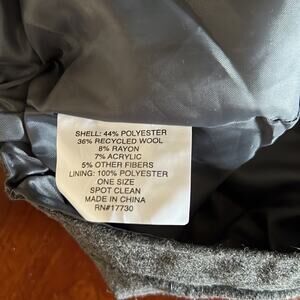 SHELL: 44% POLYESTER
36% RECYCLED WOOL
8% RAYON
7% ACRYLIC
5% OTHER FIBERS
LINING: 100% POLYESTER
ONE SIZE
SPOT CLEAN
MADE IN CHINA
RN#17730